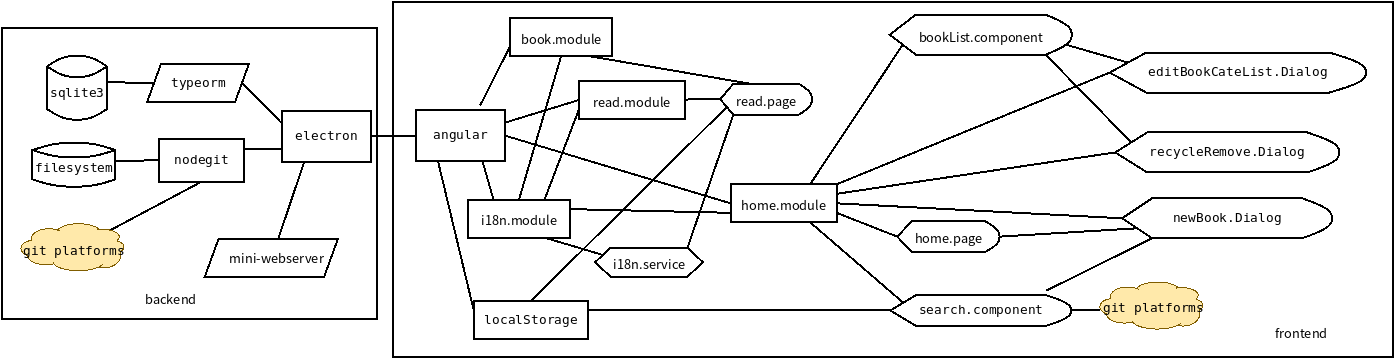 sqlite3
typeorm
electron
filesystem
nodegit
git platforms
mini-webserver
backend
book.module
read.module
read.page
angular
i18n.module
i18n.service
localStorage
home.module
bookList.component
editBookCateList.Dialog
recycleRemove.Dialog
newBook.Dialog
home.page
search.component
git platforms
frontend